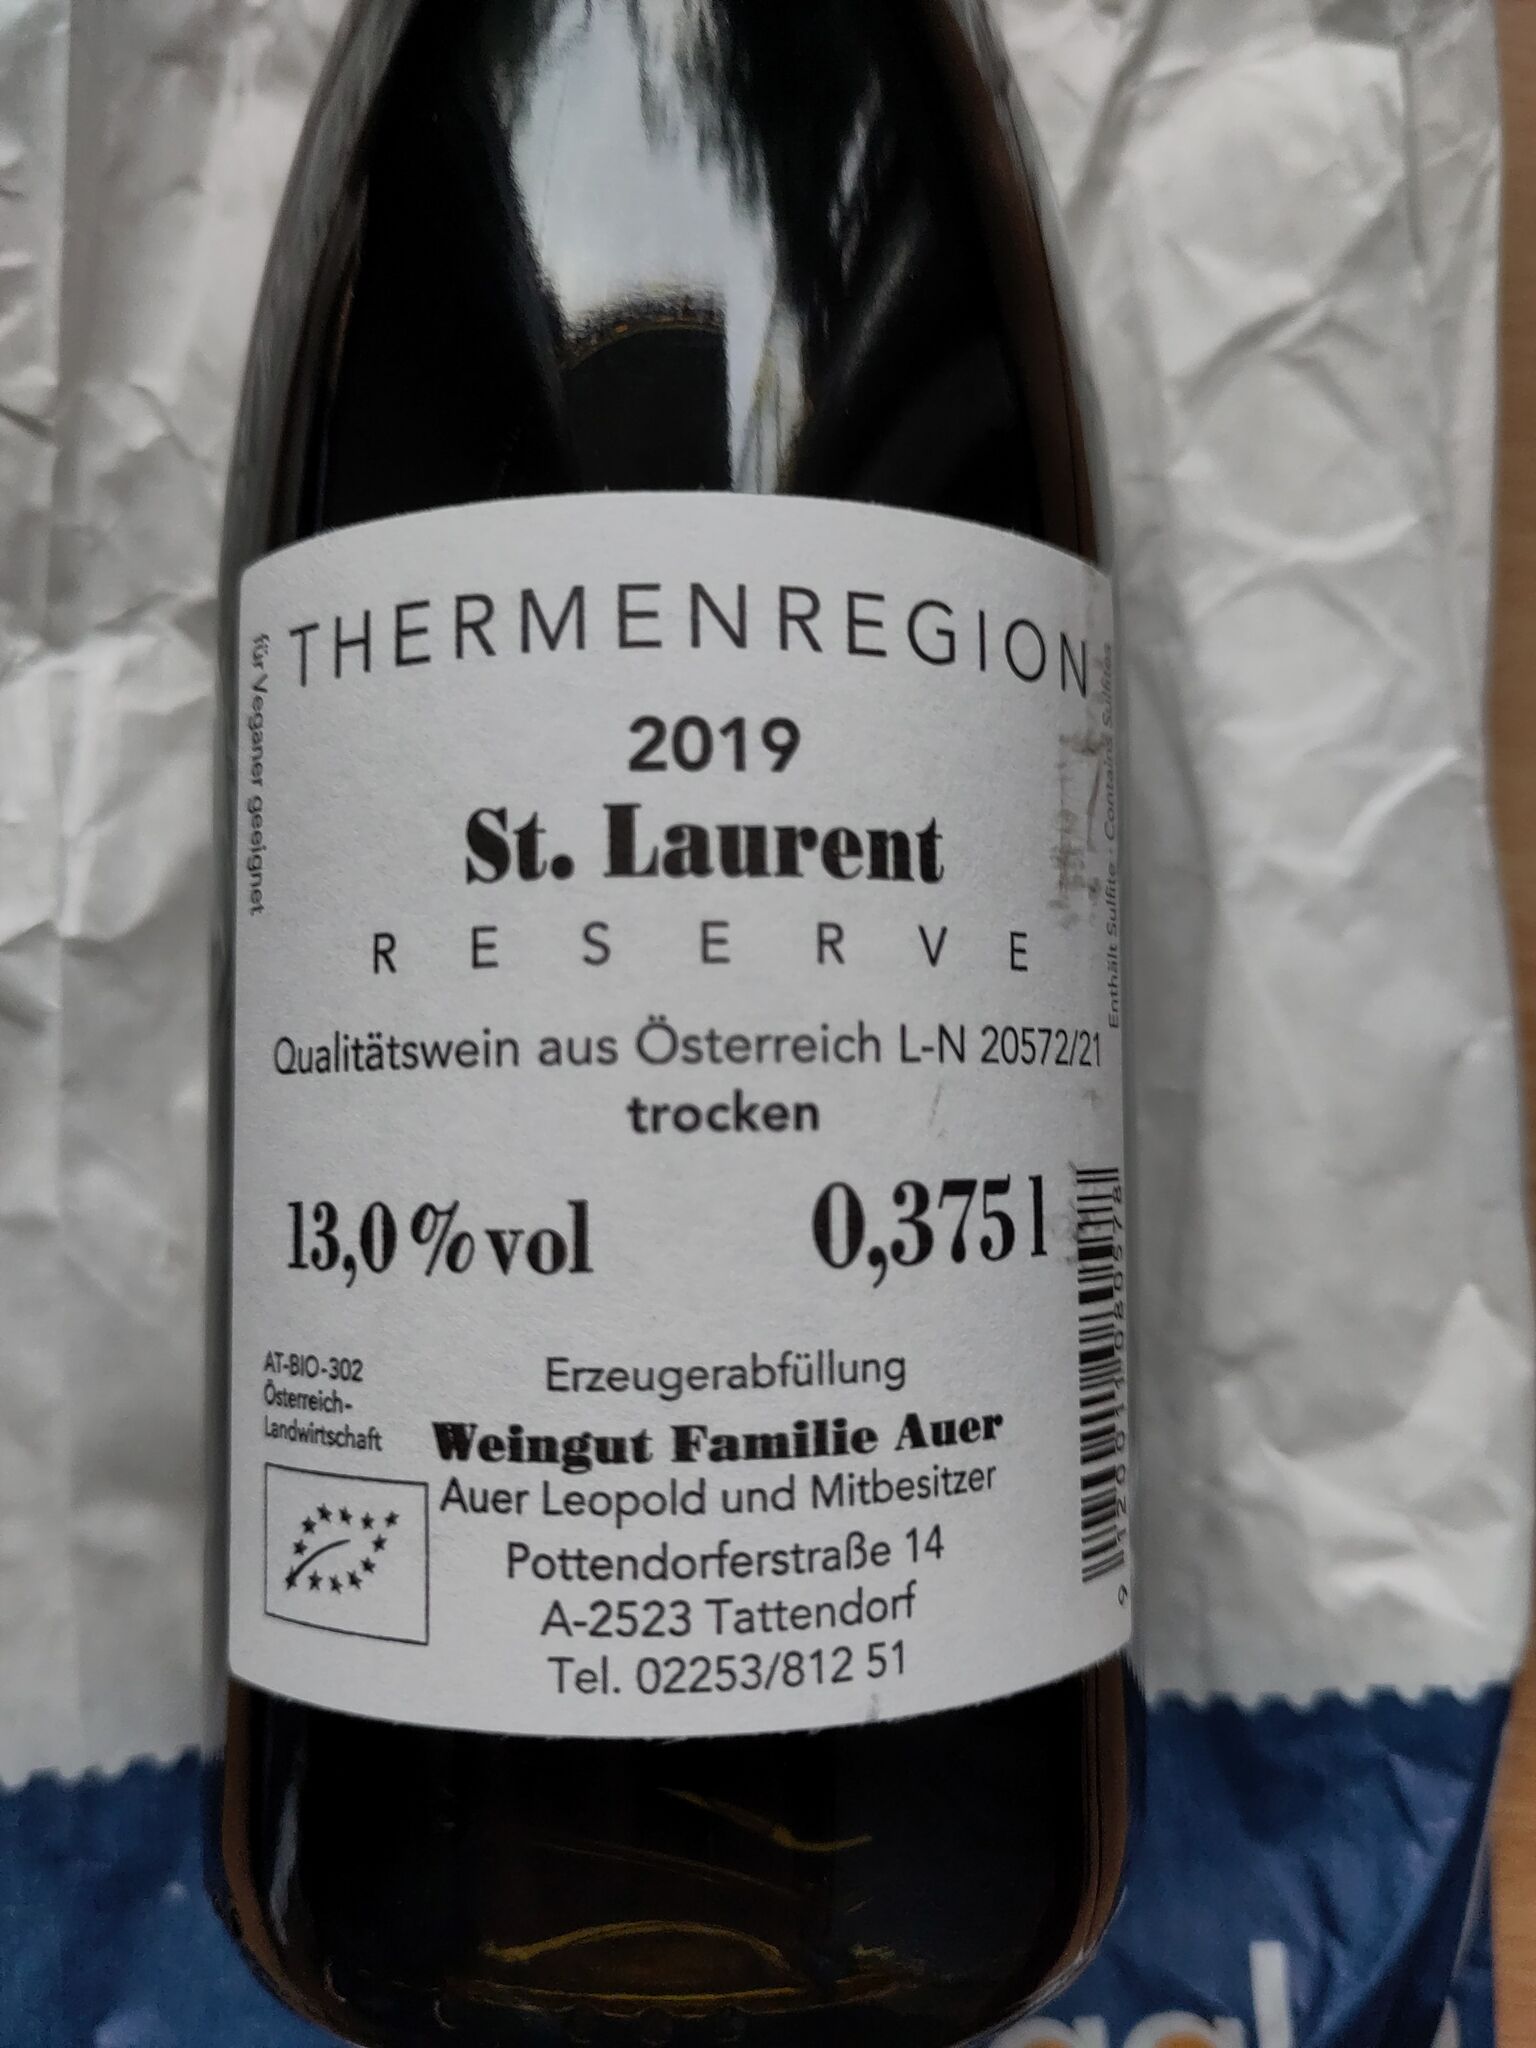 THERMENREGION
2019
St. Laurent
RESERVE
Qualitätswein aus Österreich L-N 20572/21
trocken
13,0 % vol 0,375 l
AT-BIO-302
Österreich-
Landwirtschaft
Erzeugerabfüllung
Weingut Familie Auer
Auer Leopold und Mitbesitzer
Pottendorferstraße 14
A-2523 Tattendorf
Tel. 02253/812 51
für Veganer geeignet
Enthält Sulfite · Contains Sulfites